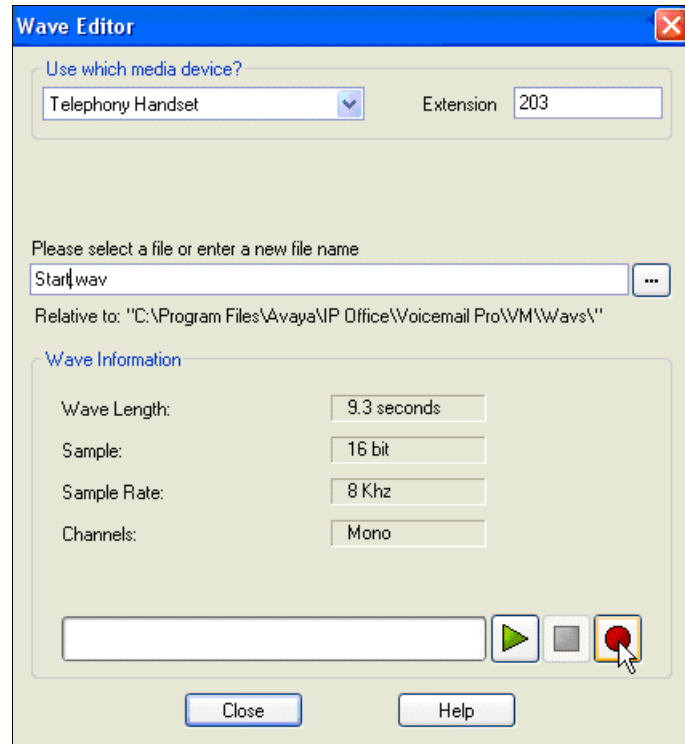 Wave Editor
Use which media device?
Telephony Handset Extension 203
Please select a file or enter a new file name
Start.wav ...
Relative to: "C:\Program Files\Avaya\IP Office\Voicemail Pro\VM\Wavs\"
Wave Information
Wave Length: 9.3 seconds
Sample: 16 bit
Sample Rate: 8 Khz
Channels: Mono
Close Help